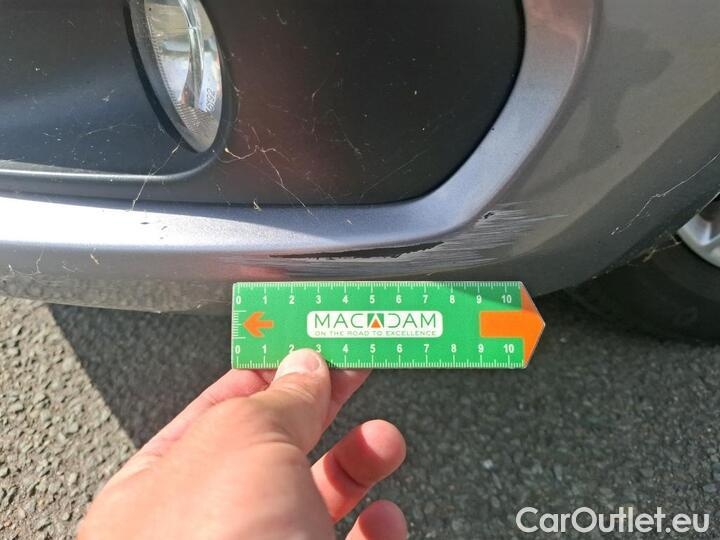 0 1 2 3 4 5 6 7 8 9 10
MACADAM
ON THE ROAD TO EXCELLENCE
0 1 2 3 4 5 6 7 8 9 10
CarOutlet.eu